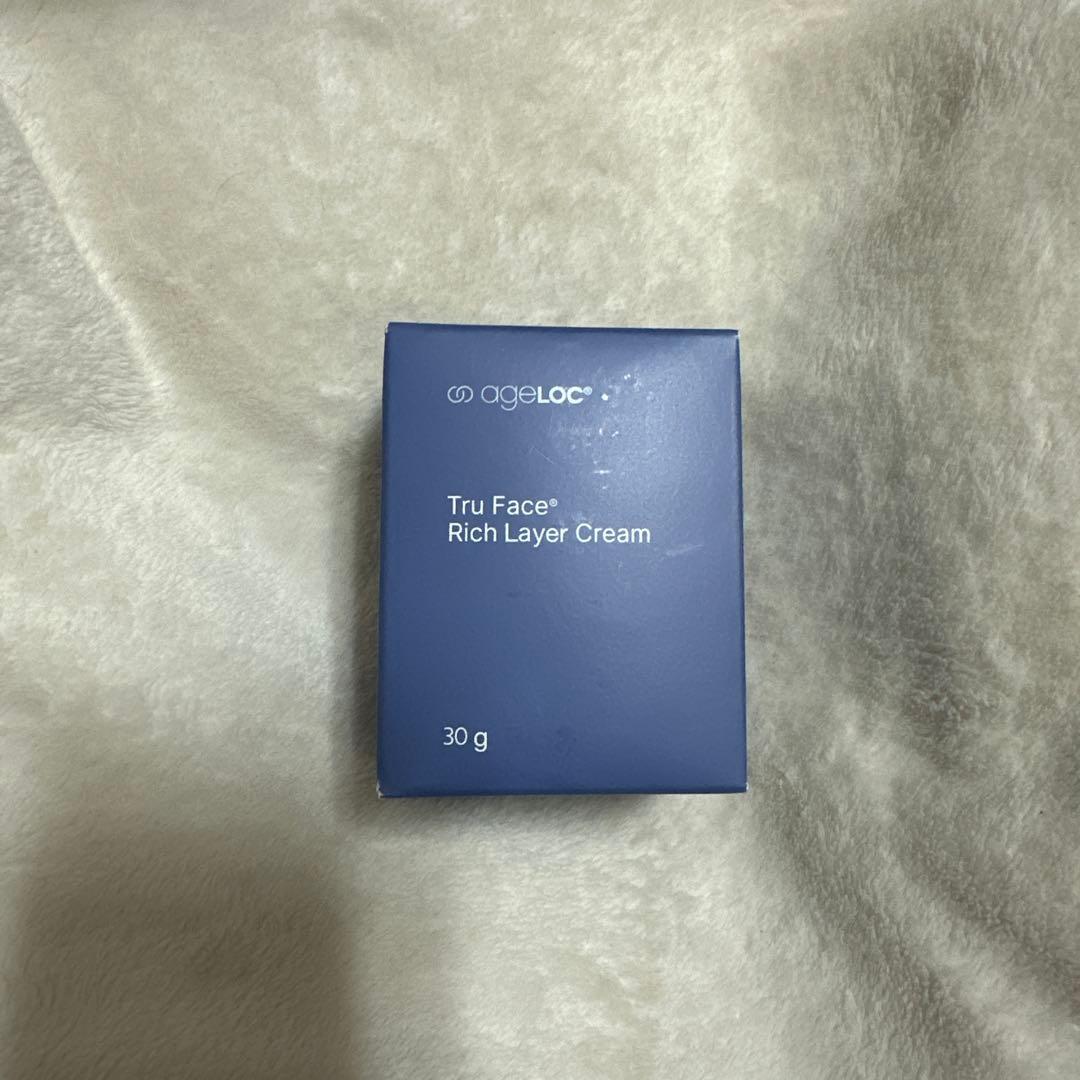 ageLOC®
Tru Face®
Rich Layer Cream
30 g